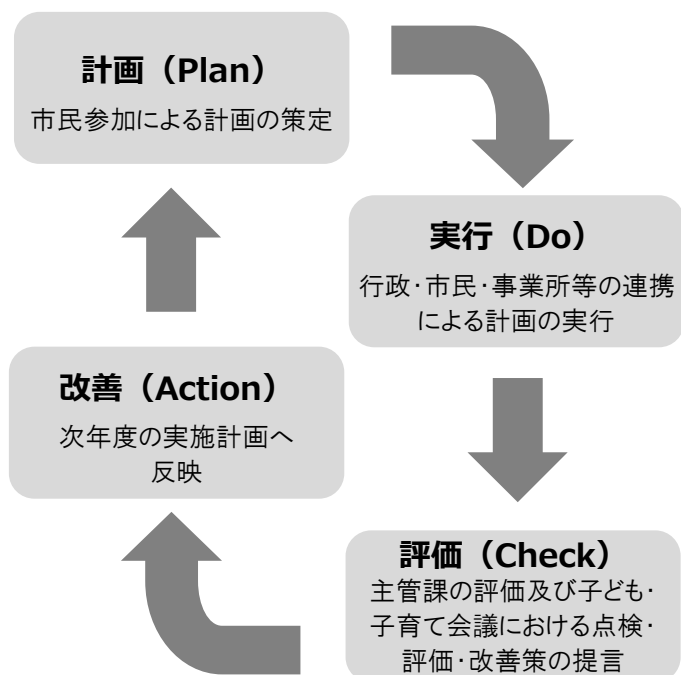 計画（Plan）
市民参加による計画の策定
実行（Do）
行政･市民･事業所等の連携
による計画の実行
評価（Check）
主管課の評価及び子ども･
子育て会議における点検･
評価･改善策の提言
改善（Action）
次年度の実施計画へ
反映